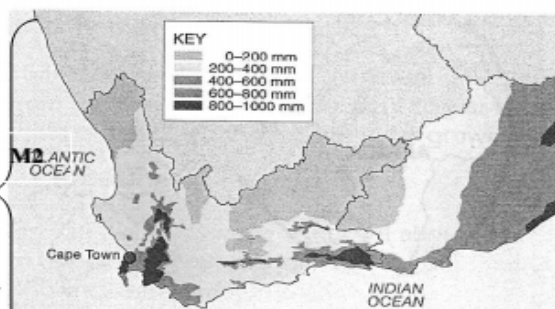 KEY
0–200 mm
200–400 mm
400–600 mm
600–800 mm
800–1000 mm
M2
LANTIC
OCEAN
Cape Town
INDIAN
OCEAN